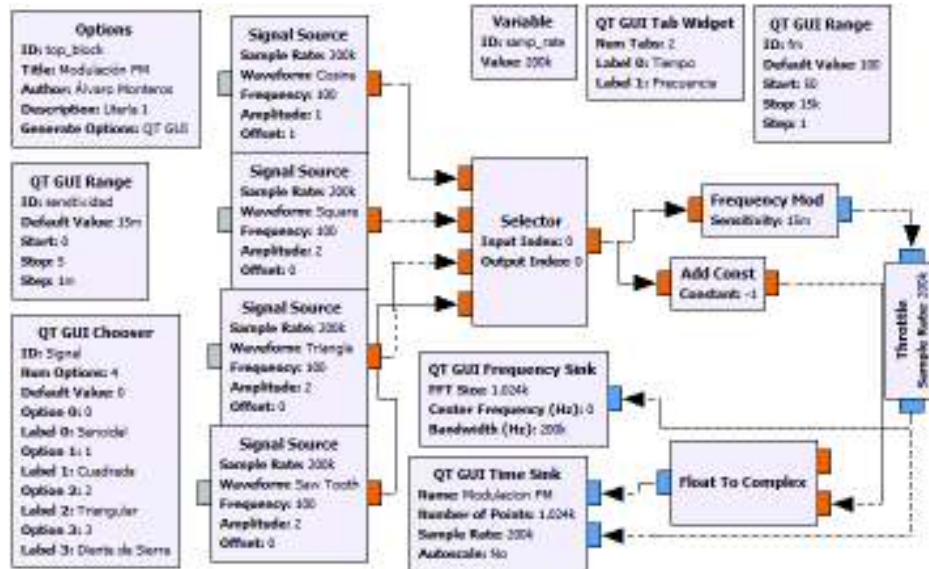 Options
ID: top_block
Title: Modulación FM
Author: Álvaro Monteros
Description: Utería 1
Generate Options: QT GUI
QT GUI Range
ID: sensitividad
Default Value: 15m
Start: 0
Stop: 5
Step: 1m
QT GUI Chooser
ID: Signal
Num Options: 4
Default Value: 0
Option 0: 0
Label 0: Senoidal
Option 1: 1
Label 1: Cuadrada
Option 2: 2
Label 2: Triangular
Option 3: 3
Label 3: Diente de Sierra
Signal Source
Sample Rate: 200k
Waveform: Cosine
Frequency: 100
Amplitude: 1
Offset: 1
Signal Source
Sample Rate: 200k
Waveform: Square
Frequency: 100
Amplitude: 2
Offset: 0
Signal Source
Sample Rate: 200k
Waveform: Triangle
Frequency: 100
Amplitude: 2
Offset: 0
Signal Source
Sample Rate: 200k
Waveform: Saw Tooth
Frequency: 100
Amplitude: 2
Offset: 0
Variable
ID: samp_rate
Value: 200k
QT GUI Tab Widget
Num Tabs: 2
Label 0: Tiempo
Label 1: Frecuencia
QT GUI Range
ID: fm
Default Value: 100
Start: 50
Stop: 15k
Step: 1
Selector
Input Index: 0
Output Index: 0
Frequency Mod
Sensitivity: 15m
Add Const
Constant: -1
Throttle
Sample Rate: 200k
QT GUI Frequency Sink
FFT Size: 1.024k
Center Frequency (Hz): 0
Bandwidth (Hz): 200k
QT GUI Time Sink
Name: Modulacion FM
Number of Points: 1.024k
Sample Rate: 200k
Autoscale: No
Float To Complex